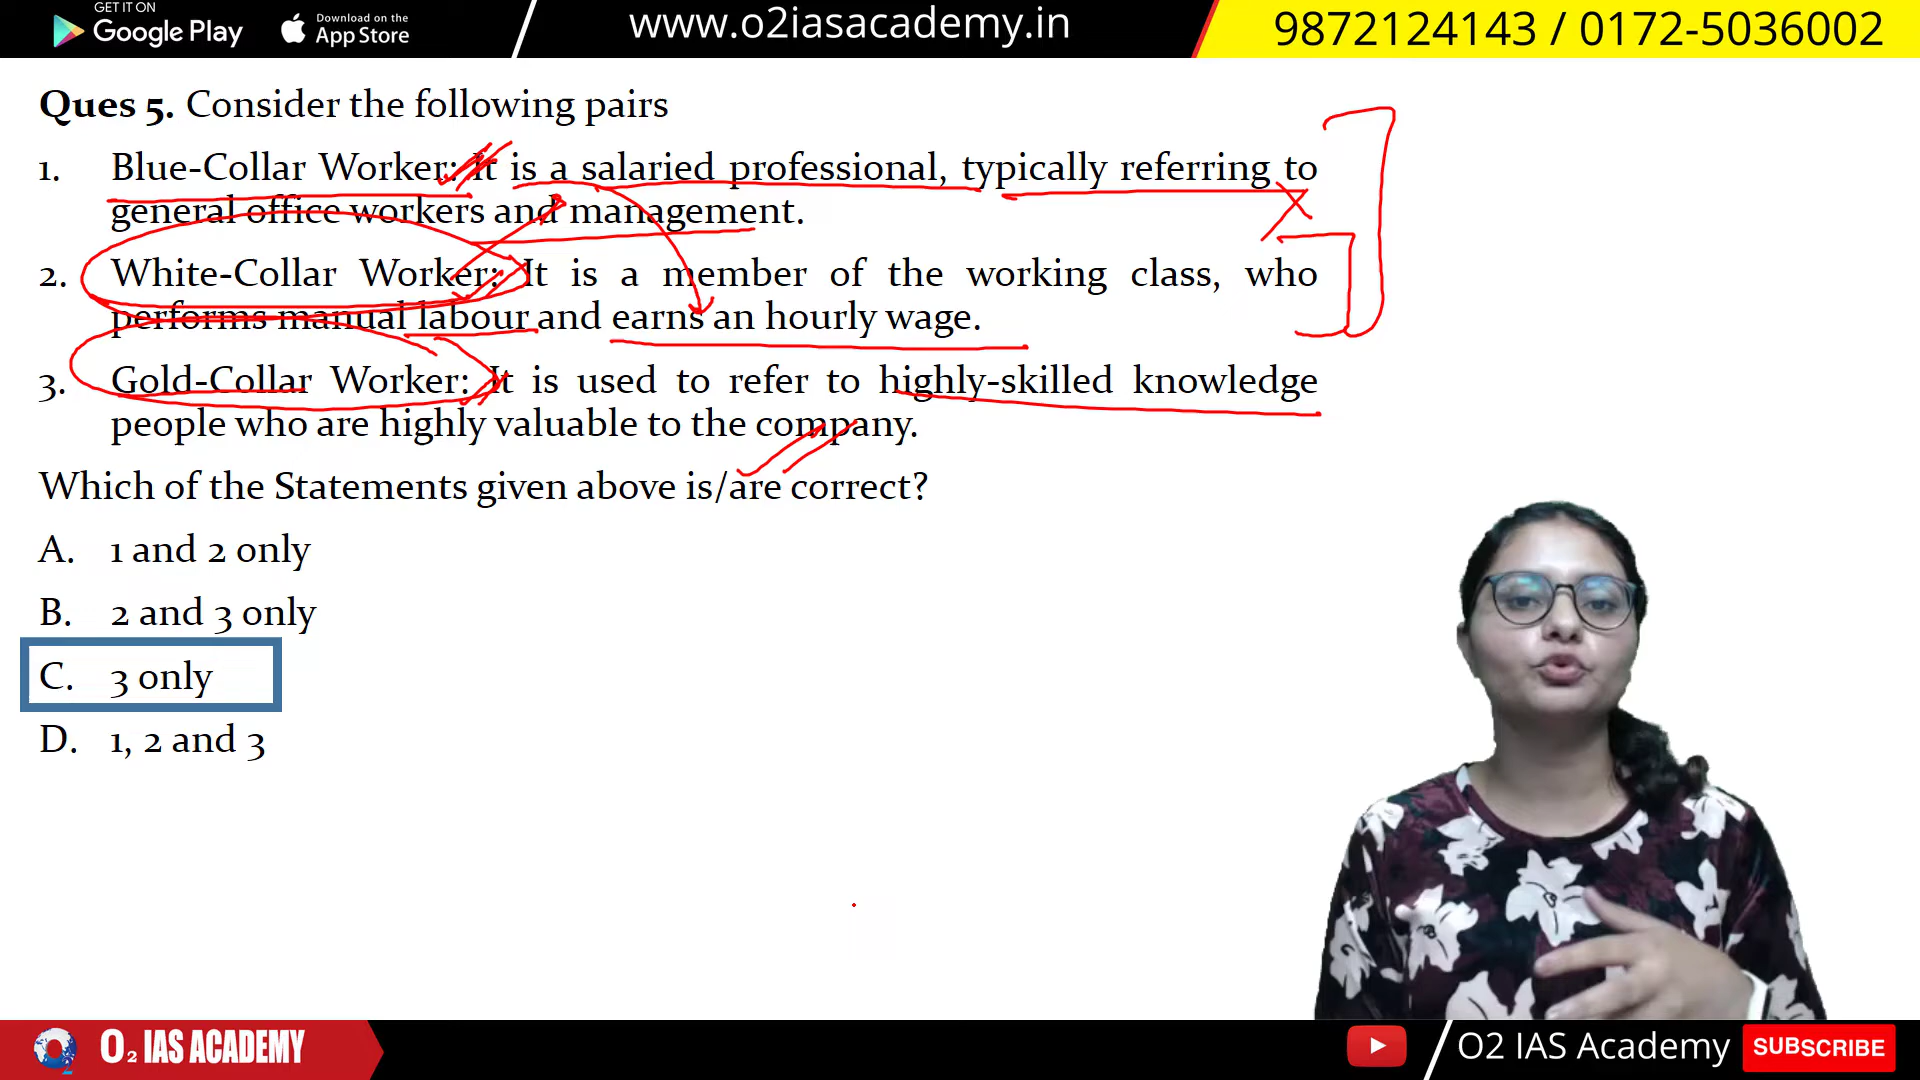 GET IT ON
Google Play
Download on the
App Store
www.o2iasacademy.in
9872124143 / 0172-5036002
Ques 5. Consider the following pairs
1. Blue-Collar Worker: It is a salaried professional, typically referring to
general office workers and management.
2. White-Collar Worker: It is a member of the working class, who
performs manual labour and earns an hourly wage.
3. Gold-Collar Worker: It is used to refer to highly-skilled knowledge
people who are highly valuable to the company.
Which of the Statements given above is/are correct?
A. 1 and 2 only
B. 2 and 3 only
C. 3 only
D. 1, 2 and 3
O2 IAS ACADEMY
O2 IAS Academy
SUBSCRIBE